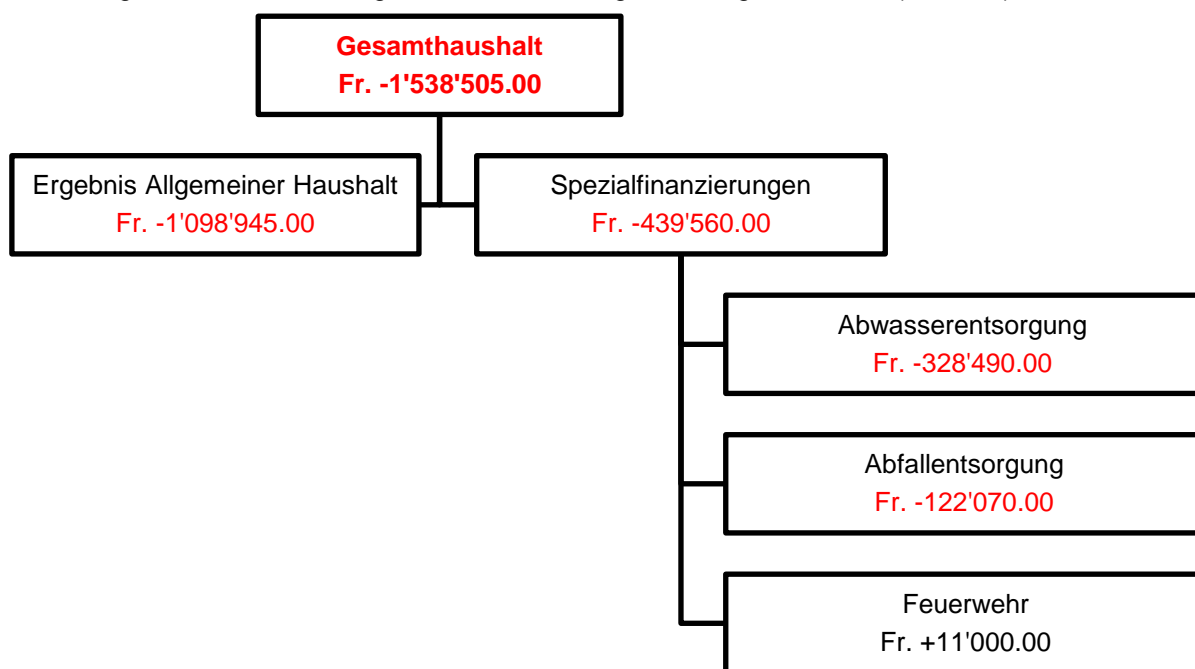 Gesamthaushalt
Fr. -1'538'505.00
Ergebnis Allgemeiner Haushalt
Fr. -1'098'945.00
Spezialfinanzierungen
Fr. -439'560.00
Abwasserentsorgung
Fr. -328'490.00
Abfallentsorgung
Fr. -122'070.00
Feuerwehr
Fr. +11'000.00